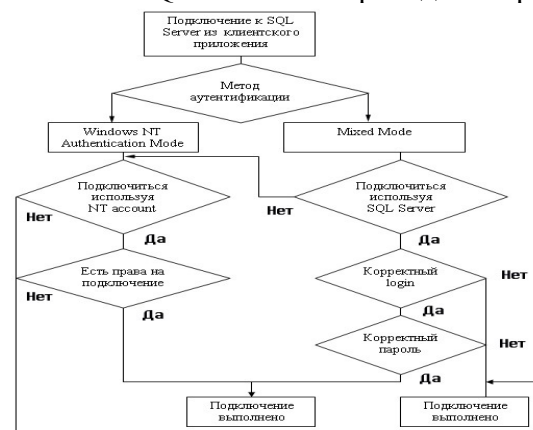 Подключение к SQL
Server из клиентского
приложения
Метод
аутентификации
Windows NT
Authentication Mode
Mixed Mode
Подключиться
используя
NT account
Подключиться
используя
SQL Server
Нет
Нет
Да
Да
Есть права на
подключение
Корректный
login
Нет
Нет
Да
Да
Корректный
пароль
Нет
Да
Подключение
выполнено
Подключение
выполнено